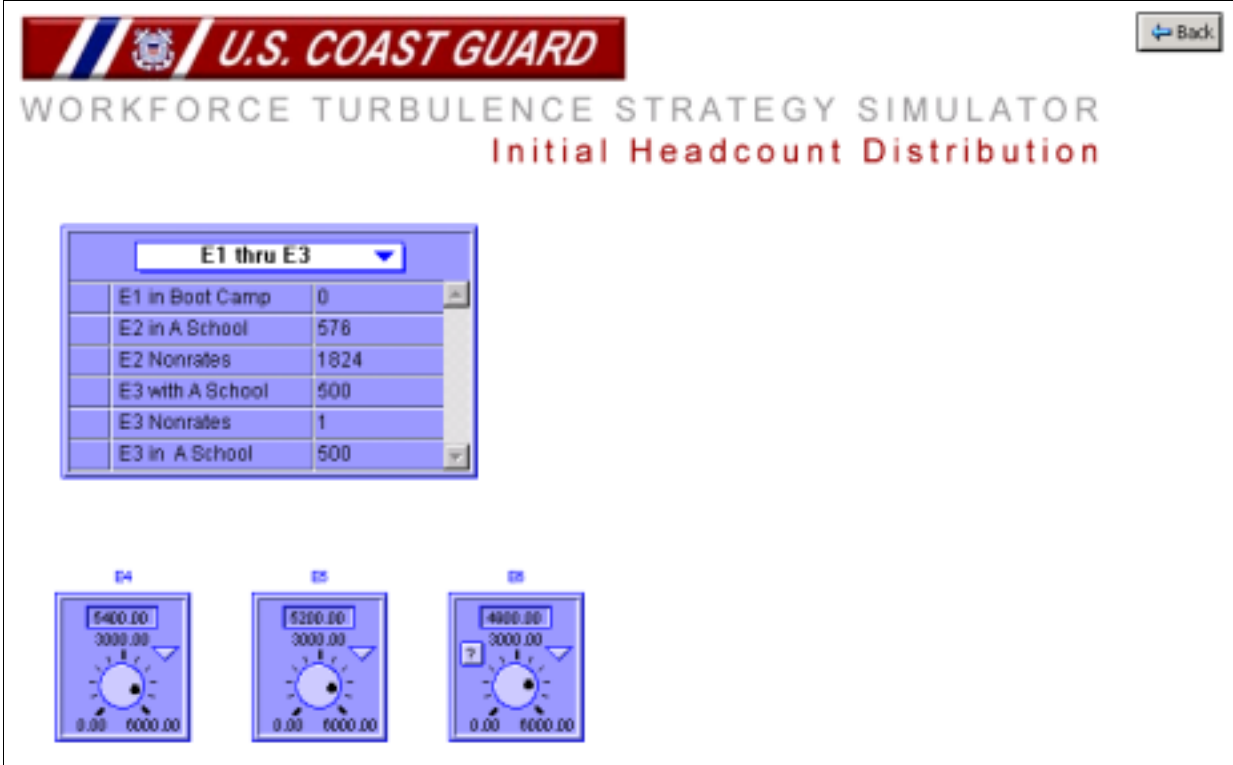 U.S. COAST GUARD
Back
WORKFORCE TURBULENCE STRATEGY SIMULATOR
Initial Headcount Distribution
E1 thru E3
E1 in Boot Camp 0
E2 in A School 576
E2 Nonrates 1824
E3 with A School 500
E3 Nonrates 1
E3 in A School 500
E4 E5 E6
5400.00 5200.00 4800.00
3000.00 3000.00 3000.00
?
0.00 6000.00 0.00 6000.00 0.00 6000.00